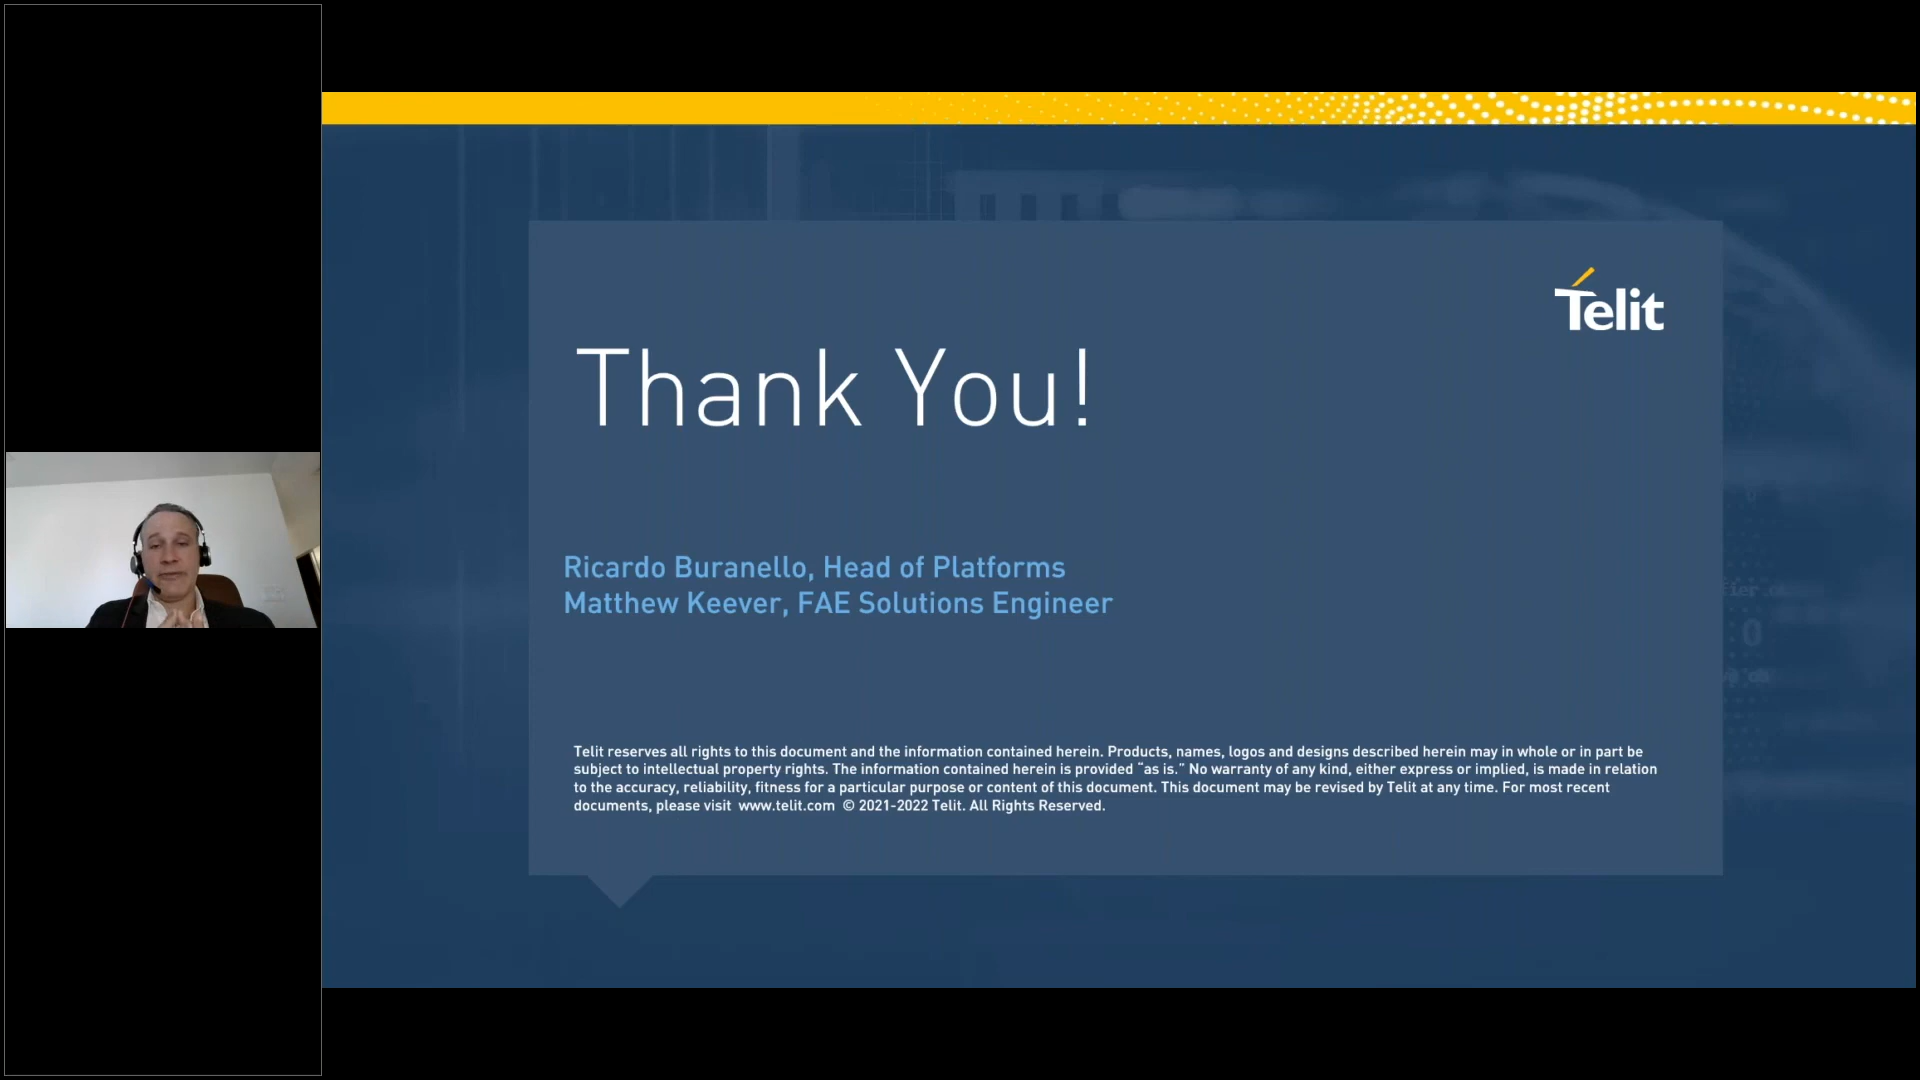 Telit
Thank You!
Ricardo Buranello, Head of Platforms
Matthew Keever, FAE Solutions Engineer
Telit reserves all rights to this document and the information contained herein. Products, names, logos and designs described herein may in whole or in part be
subject to intellectual property rights. The information contained herein is provided “as is.” No warranty of any kind, either express or implied, is made in relation
to the accuracy, reliability, fitness for a particular purpose or content of this document. This document may be revised by Telit at any time. For most recent
documents, please visit www.telit.com © 2021-2022 Telit. All Rights Reserved.